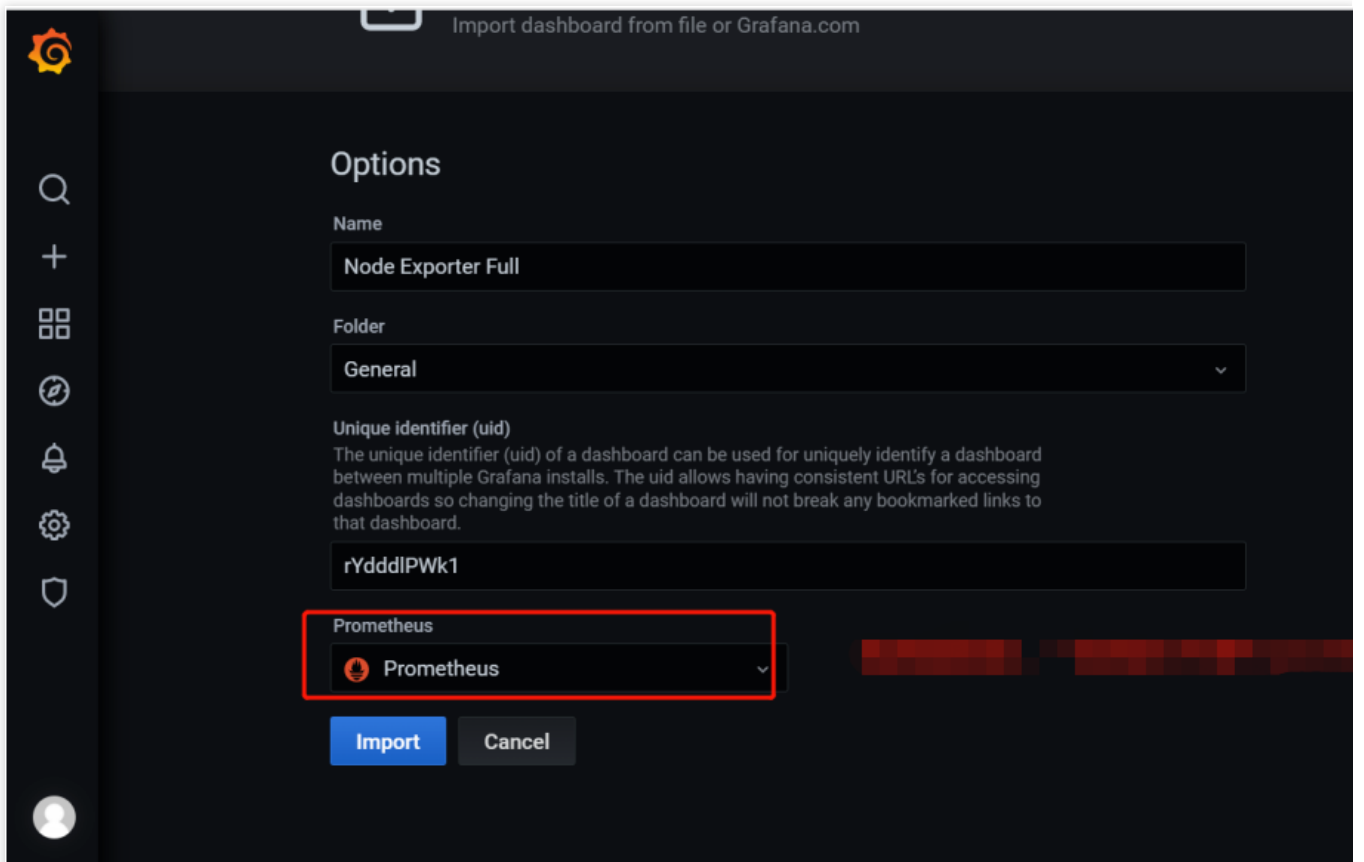 Import dashboard from file or Grafana.com
Options
Name
Node Exporter Full
Folder
General
Unique identifier (uid)
The unique identifier (uid) of a dashboard can be used for uniquely identify a dashboard
between multiple Grafana installs. The uid allows having consistent URL's for accessing
dashboards so changing the title of a dashboard will not break any bookmarked links to
that dashboard.
rYdddlPWk1
Prometheus
Prometheus
Import
Cancel